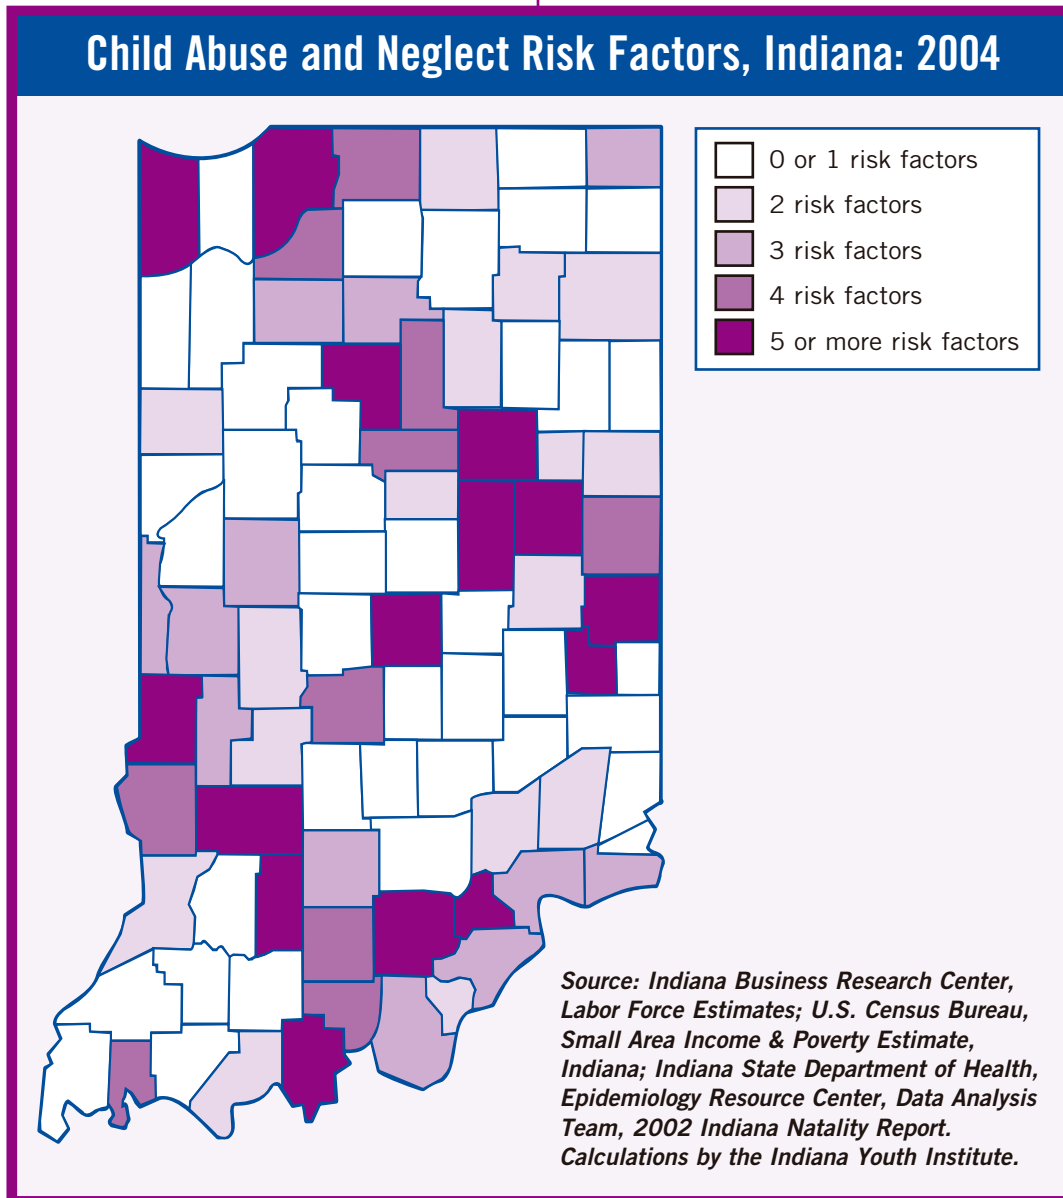 Child Abuse and Neglect Risk Factors, Indiana: 2004
0 or 1 risk factors
2 risk factors
3 risk factors
4 risk factors
5 or more risk factors
Source: Indiana Business Research Center,
Labor Force Estimates; U.S. Census Bureau,
Small Area Income & Poverty Estimate,
Indiana; Indiana State Department of Health,
Epidemiology Resource Center, Data Analysis
Team, 2002 Indiana Natality Report.
Calculations by the Indiana Youth Institute.